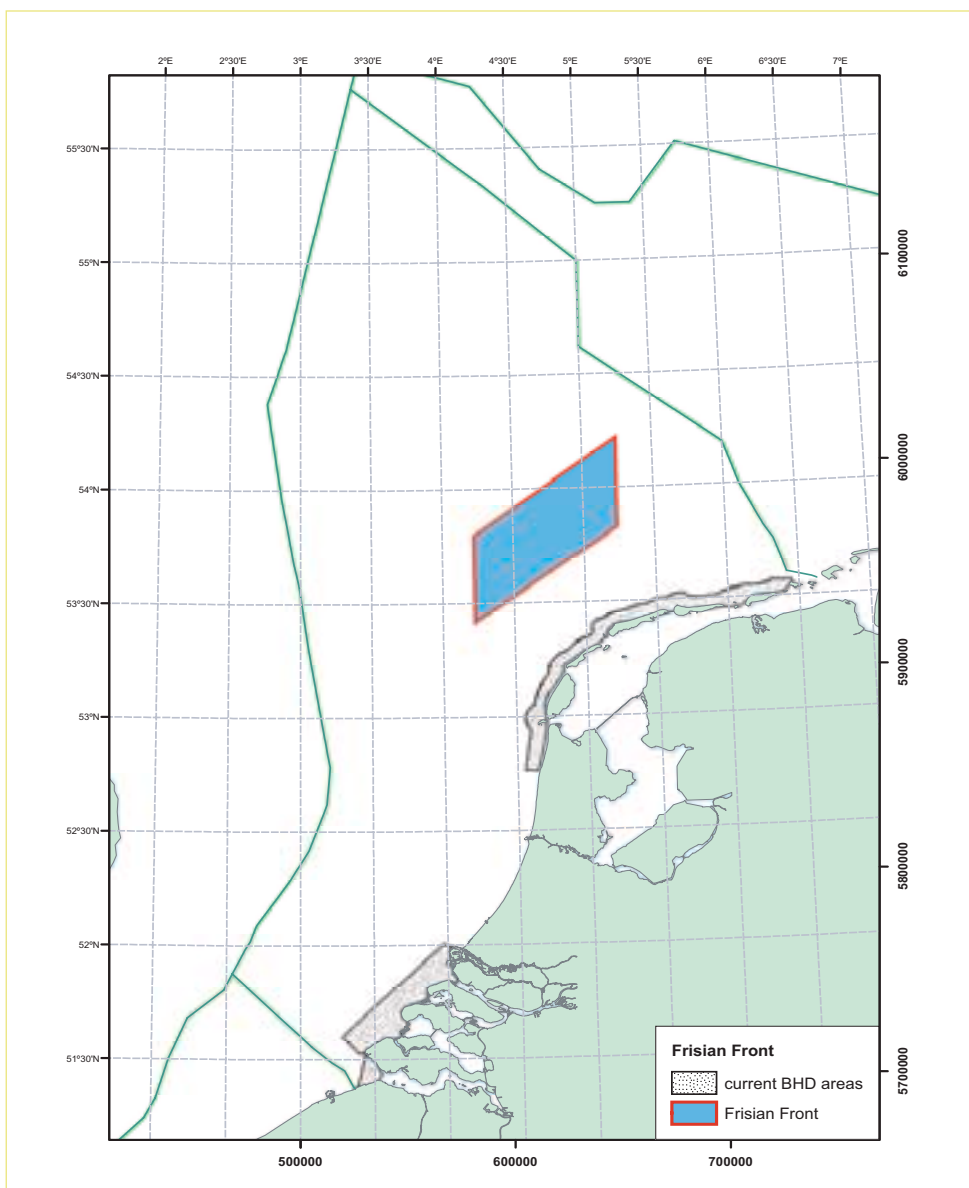 2°E 2°30'E 3°E 3°30'E 4°E 4°30'E 5°E 5°30'E 6°E 6°30'E 7°E
55°30'N
6100000
55°N
54°30'N
6000000
54°N
53°30'N
5900000
53°N
52°30'N
5800000
52°N
51°30'N
5700000
Frisian Front
current BHD areas
Frisian Front
500000 600000 700000